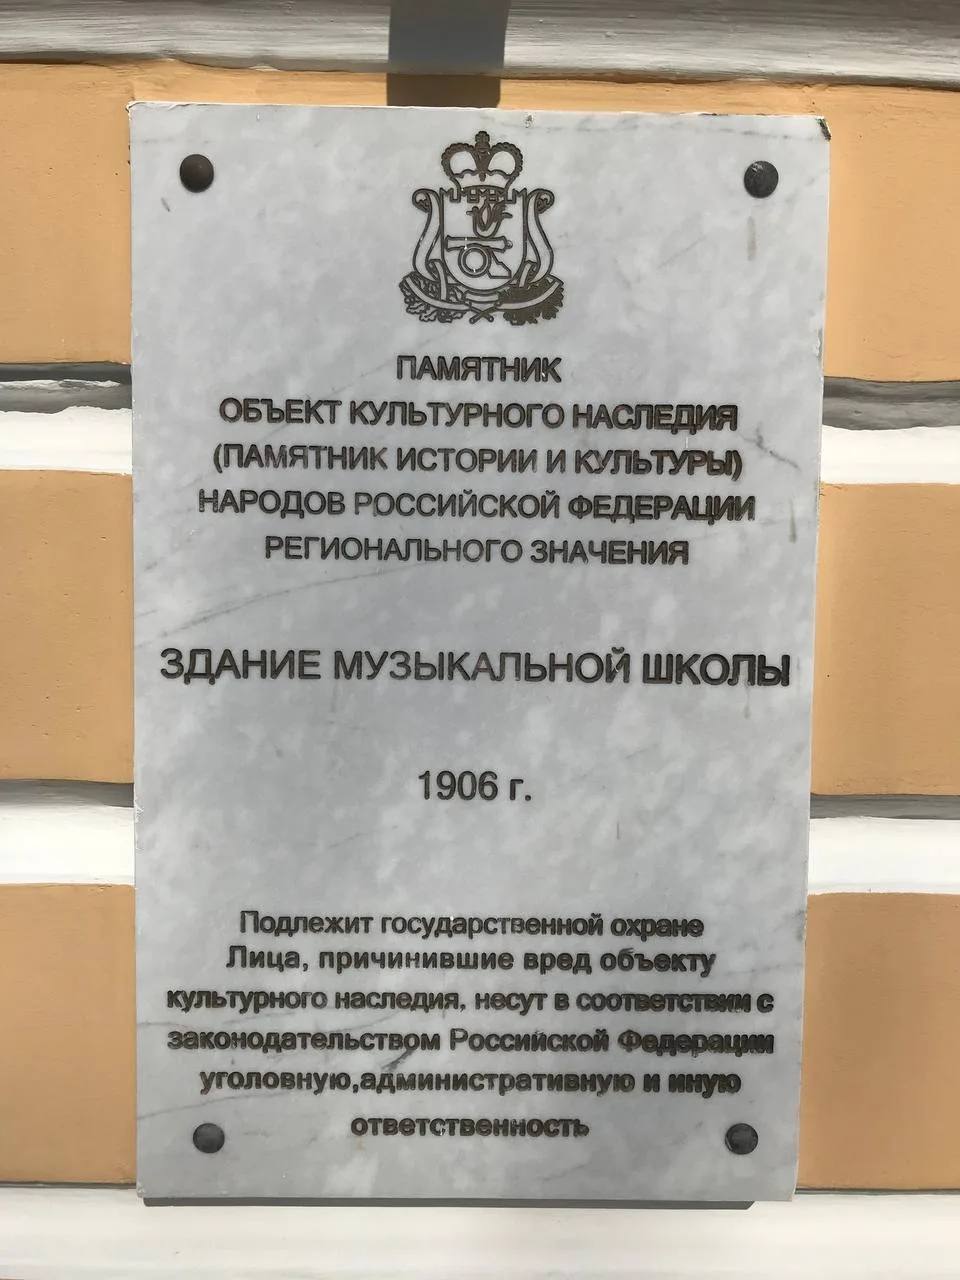 ПАМЯТНИК
ОБЪЕКТ КУЛЬТУРНОГО НАСЛЕДИЯ
(ПАМЯТНИК ИСТОРИИ И КУЛЬТУРЫ)
НАРОДОВ РОССИЙСКОЙ ФЕДЕРАЦИИ
РЕГИОНАЛЬНОГО ЗНАЧЕНИЯ
ЗДАНИЕ МУЗЫКАЛЬНОЙ ШКОЛЫ
1906 г.
Подлежит государственной охране
Лица, причинившие вред объекту
культурного наследия, несут в соответствии с
законодательством Российской Федерации
уголовную,административную и иную
ответственность